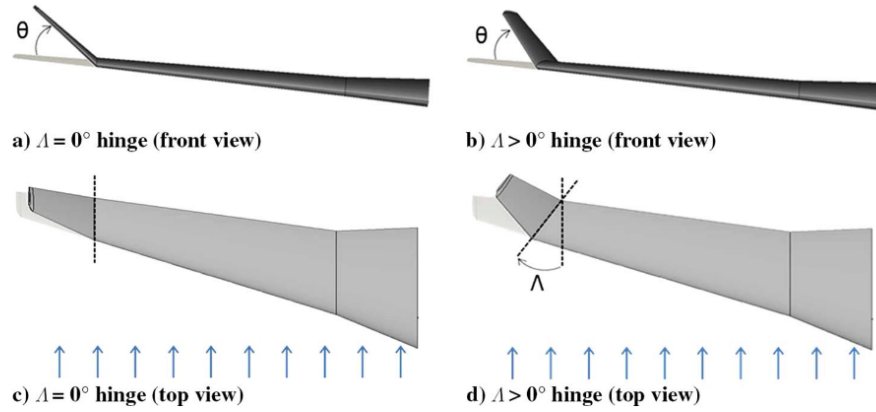 θ
θ
a) Λ = 0° hinge (front view)
b) Λ > 0° hinge (front view)
Λ
c) Λ = 0° hinge (top view)
d) Λ > 0° hinge (top view)